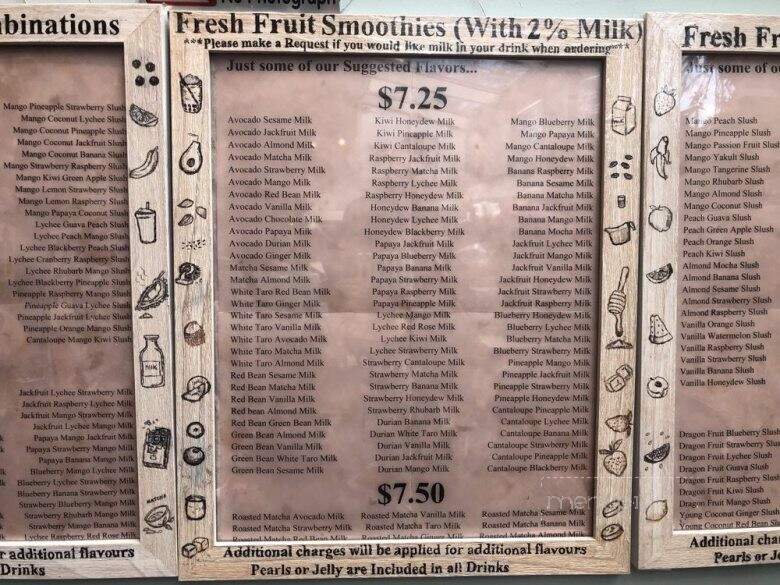 binations
Mango Pineapple Strawberry Slush
Mango Coconut Lychee Slush
Mango Coconut Pineapple Slush
Mango Coconut Jackfruit Slush
Mango Coconut Banana Slush
Mango Strawberry Raspberry Slush
Mango Kiwi Green Apple Slush
Mango Lemon Strawberry Slush
Mango Lemon Raspberry Slush
Mango Papaya Coconut Slush
Lychee Guava Peach Slush
Lychee Peach Mango Slush
Lychee Blackberry Peach Slush
Lychee Cranberry Raspberry Slush
Lychee Rhubarb Mango Slush
Lychee Blackberry Pineapple Slush
Pineapple Raspberry Mango Slush
Pineapple Guava Lychee Slush
Pineapple Orange Mango Slush
Cantaloupe Mango Kiwi Slush
Jackfruit Lychee Strawberry Milk
Jackfruit Raspberry Lychee Milk
Jackfruit Mango Strawberry Milk
Jackfruit Lychee Mango Milk
Papaya Mango Jackfruit Milk
Papaya Strawberry Mango Milk
Papaya Banana Mango Milk
Blueberry Mango Lychee Milk
Blueberry Strawberry Lychee Milk
Blueberry Banana Strawberry Milk
Blueberry Strawberry Mango Milk
Strawberry Rhubarb Mango Milk
Strawberry Mango Banana Milk
Lychee Raspberry Red Rose Milk
r additional flavours
Drinks
Fresh Fruit Smoothies (With 2% Milk)
***Please make a Request if you would like milk in your drink when ordering***
Just some of our Suggested Flavors...
$7.25
Avocado Sesame Milk
Avocado Jackfruit Milk
Avocado Almond Milk
Avocado Matcha Milk
Avocado Strawberry Milk
Avocado Mango Milk
Avocado Red Bean Milk
Avocado Vanilla Milk
Avocado Chocolate Milk
Avocado Papaya Milk
Avocado Durian Milk
Avocado Ginger Milk
Matcha Sesame Milk
Matcha Almond Milk
White Taro Red Bean Milk
White Taro Ginger Milk
White Taro Sesame Milk
White Taro Vanilla Milk
White Taro Avocado Milk
White Taro Matcha Milk
White Taro Almond Milk
Red Bean Sesame Milk
Red Bean Matcha Milk
Red Bean Vanilla Milk
Red bean Almond Milk
Red Bean Green Bean Milk
Green Bean Almond Milk
Green Bean Vanilla Milk
Green Bean White Taro Milk
Green Bean Sesame Milk
Kiwi Honeydew Milk
Kiwi Pineapple Milk
Kiwi Cantaloupe Milk
Raspberry Jackfruit Milk
Raspberry Matcha Milk
Raspberry Lychee Milk
Raspberry Honeydew Milk
Honeydew Banana Milk
Honeydew Lychee Milk
Honeydew Blackberry Milk
Papaya Jackfruit Milk
Papaya Blueberry Milk
Papaya Banana Milk
Papaya Strawberry Milk
Papaya Raspberry Milk
Papaya Pineapple Milk
Lychee Mango Milk
Lychee Red Rose Milk
Lychee Kiwi Milk
Lychee Strawberry Milk
Strawberry Cantaloupe Milk
Strawberry Matcha Milk
Strawberry Banana Milk
Strawberry Honeydew Milk
Strawberry Rhubarb Milk
Durian Banana Milk
Durian White Taro Milk
Durian Vanilla Milk
Durian Jackfruit Milk
Durian Mango Milk
Mango Blueberry Milk
Mango Papaya Milk
Mango Cantaloupe Milk
Mango Honeydew Milk
Banana Raspberry Milk
Banana Sesame Milk
Banana Matcha Milk
Banana Jackfruit Milk
Banana Mango Milk
Banana Mocha Milk
Jackfruit Lychee Milk
Jackfruit Mango Milk
Jackfruit Vanilla Milk
Jackfruit Honeydew Milk
Jackfruit Strawberry Milk
Jackfruit Raspberry Milk
Blueberry Honeydew Milk
Blueberry Lychee Milk
Blueberry Matcha Milk
Blueberry Strawberry Milk
Pineapple Mango Milk
Pineapple Jackfruit Milk
Pineapple Honeydew Milk
Cantaloupe Pineapple Milk
Cantaloupe Lychee Milk
Cantaloupe Banana Milk
Cantaloupe Strawberry Milk
Cantaloupe Pineapple Milk
Cantaloupe Blackberry Milk
$7.50
Roasted Matcha Avocado Milk
Roasted Matcha Strawberry Milk
Roasted Matcha Vanilla Milk
Roasted Matcha Taro Milk
Roasted Matcha Ginger Milk
Roasted Matcha Sesame Milk
Roasted Matcha Banana Milk
Roasted Matcha Almond Milk
Additional charges will be applied for additional flavours
Pearls or Jelly are Included in all Drinks
Fresh Fr
Just some of ou
Mango Peach Slush
Mango Pineapple Slush
Mango Passion Fruit Slush
Mango Yakult Slush
Mango Tangerine Slush
Mango Rhubarb Slush
Mango Almond Slush
Mango Coconut Slush
Peach Guava Slush
Peach Green Apple Slush
Peach Orange Slush
Peach Kiwi Slush
Almond Mocha Slush
Almond Banana Slush
Almond Sesame Slush
Almond Strawberry Slush
Almond Raspberry Slush
Vanilla Orange Slush
Vanilla Watermelon Slush
Vanilla Raspberry Slush
Vanilla Strawberry Slush
Vanilla Banana Slush
Vanilla Honeydew Slush
Dragon Fruit Blueberry Slush
Dragon Fruit Strawberry Slush
Dragon Fruit Lychee Slush
Dragon Fruit Guava Slush
Dragon Fruit Raspberry Slush
Dragon Fruit Kiwi Slush
Dragon Fruit Mango Slush
Young Coconut Ginger Slush
Young Coconut Red Bean
Additional cha
Pearls or Je